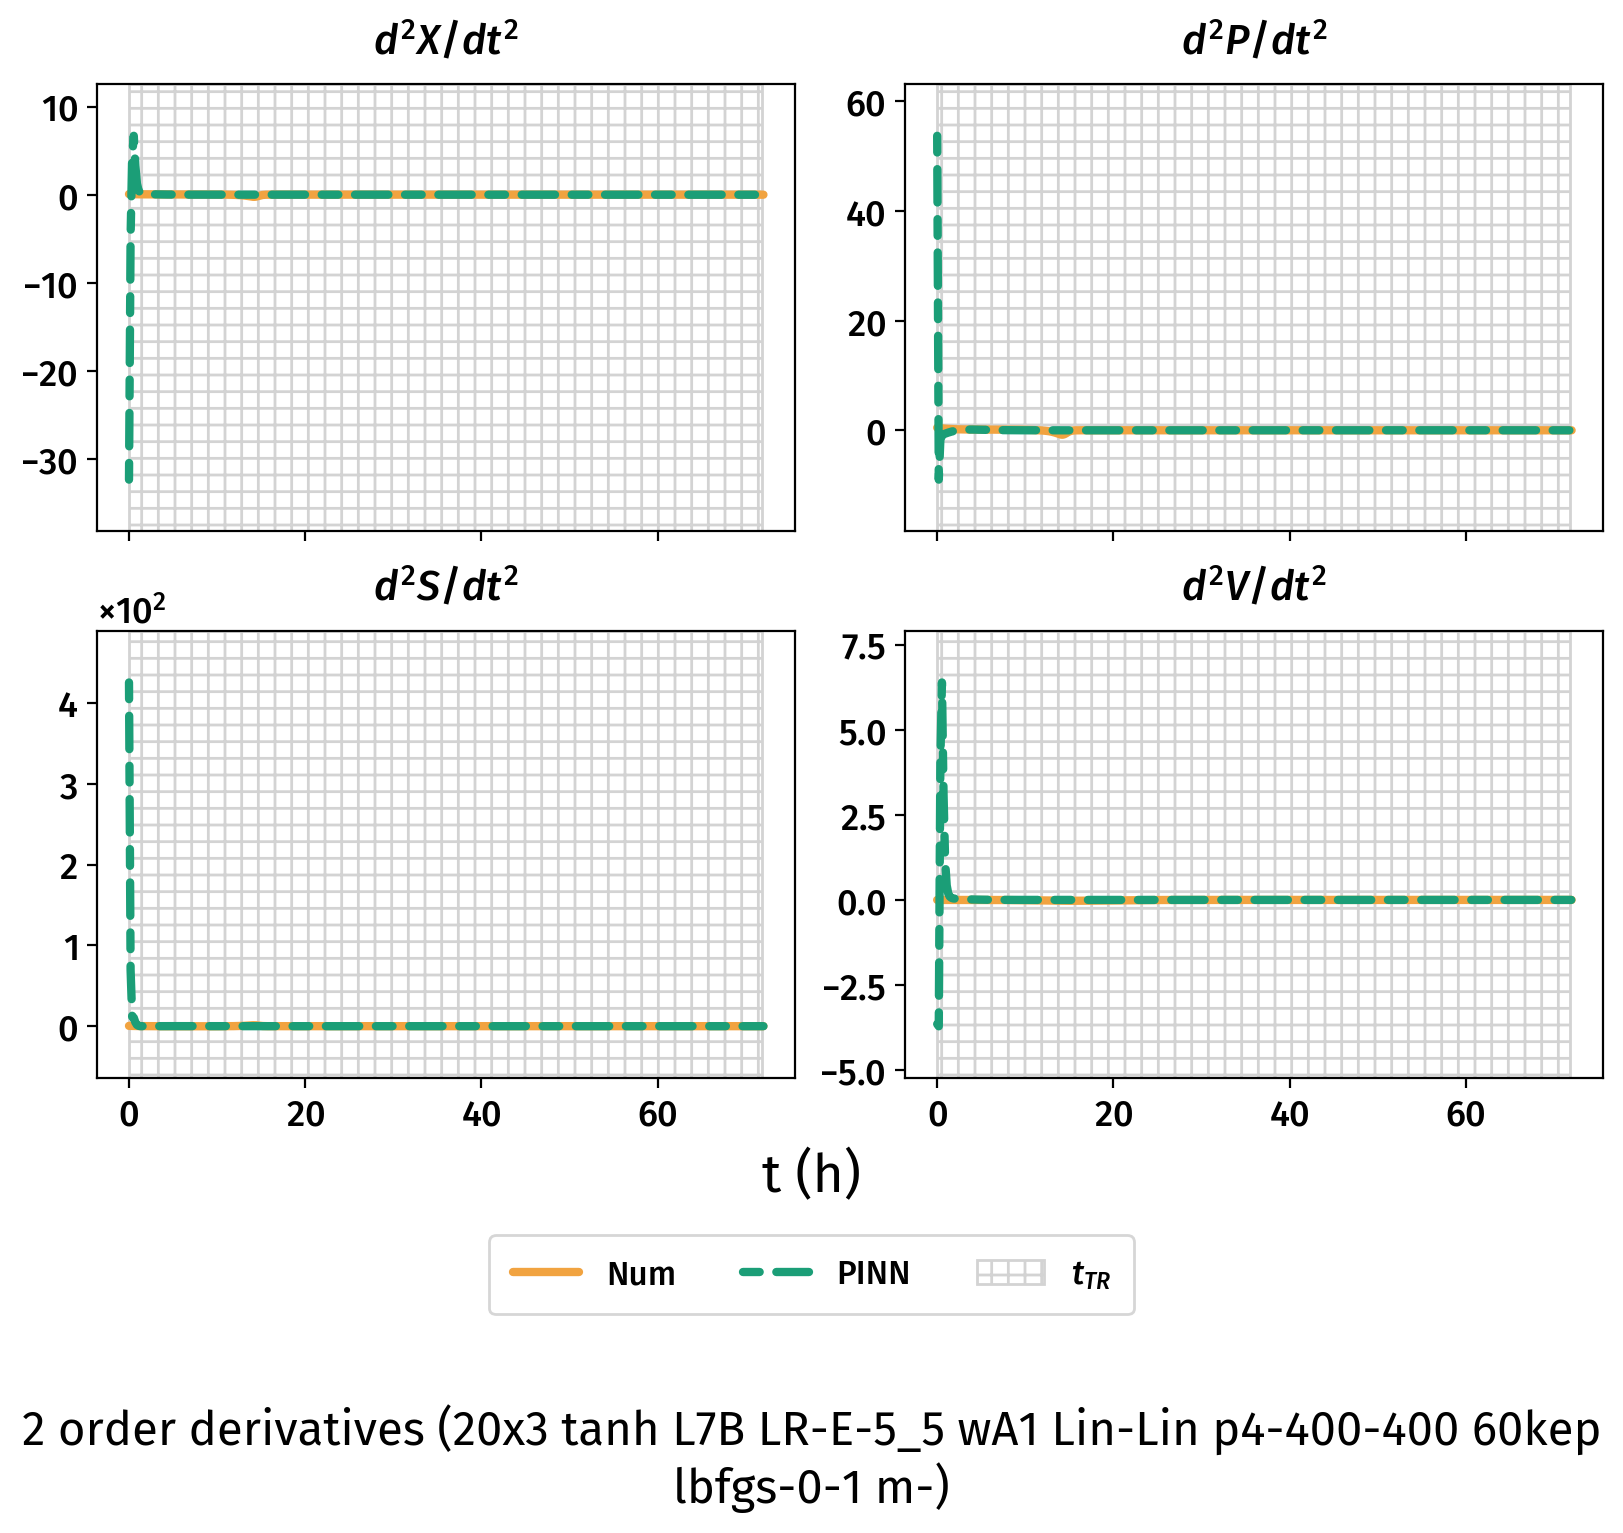 d²X/dt²
10
0
−10
−20
−30
d²P/dt²
60
40
20
0
d²S/dt²
×10²
4
3
2
1
0
0 20 40 60
d²V/dt²
7.5
5.0
2.5
0.0
−2.5
−5.0
0 20 40 60
t (h)
Num PINN t_TR
2 order derivatives (20x3 tanh L7B LR-E-5_5 wA1 Lin-Lin p4-400-400 60kep
lbfgs-0-1 m-)